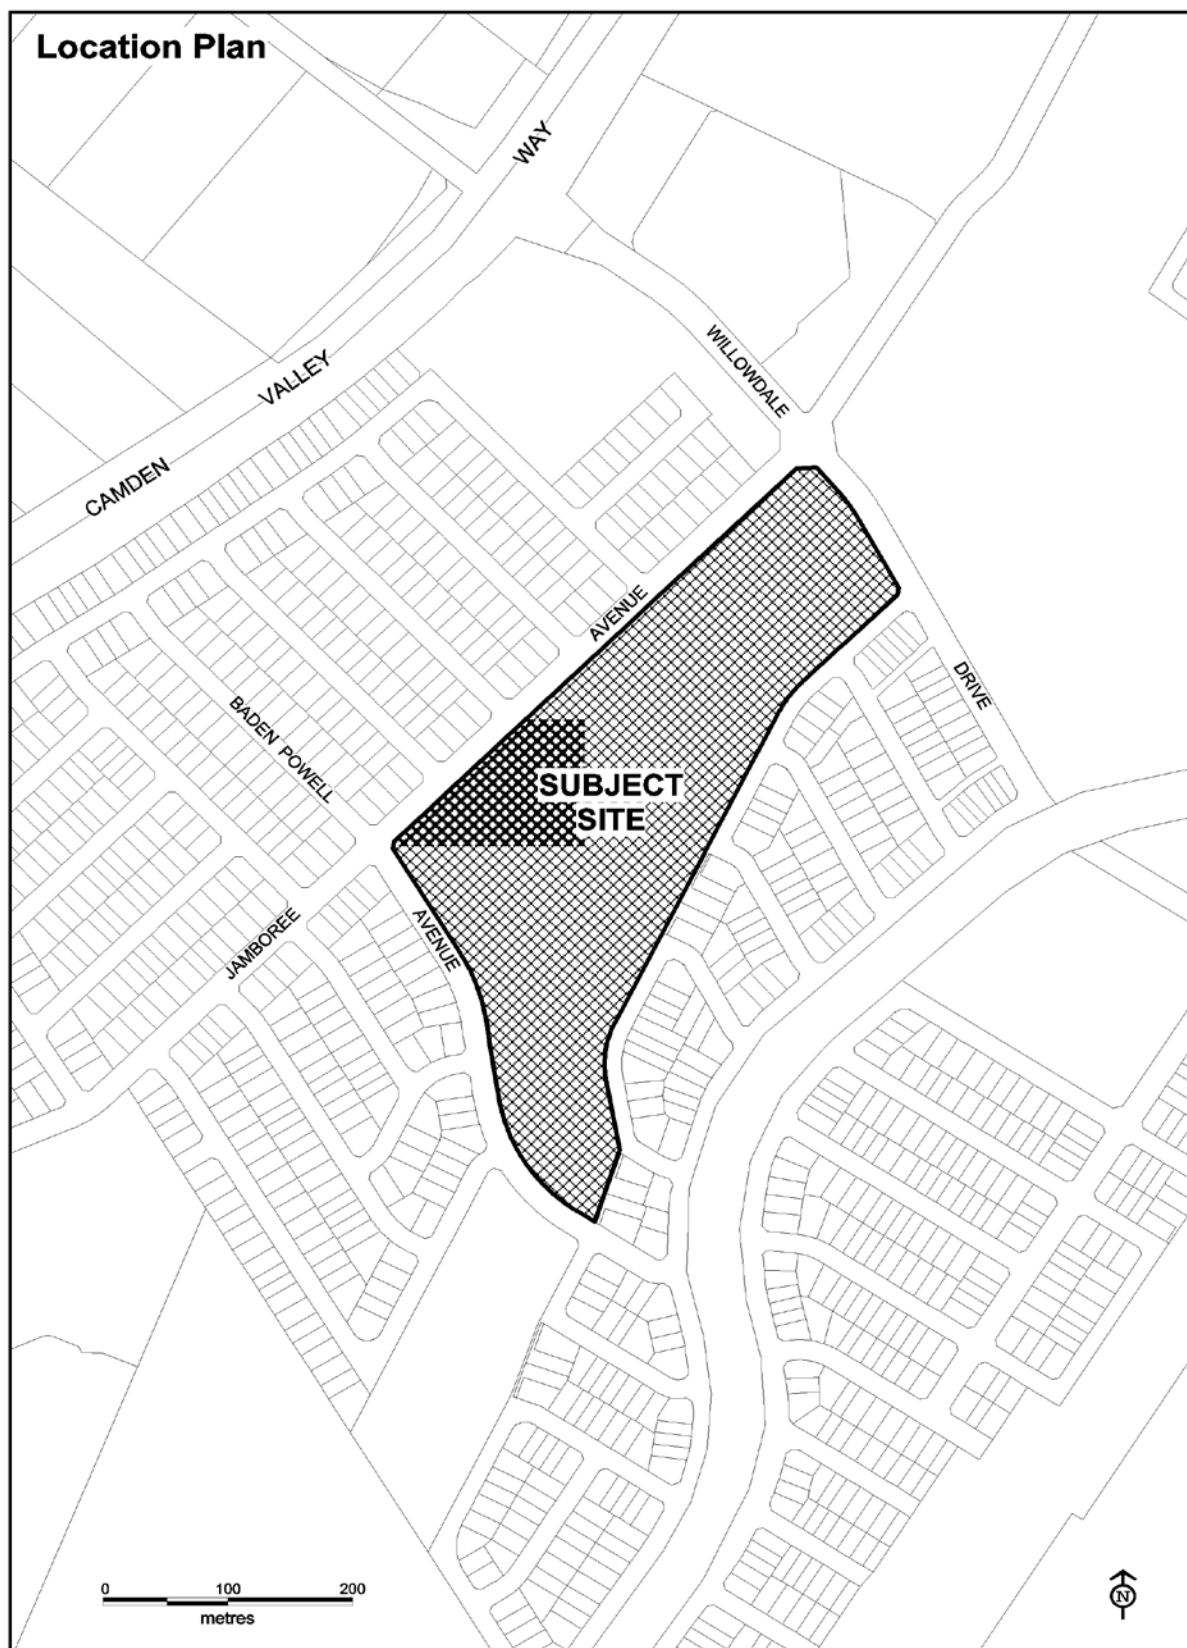 Location Plan
WAY
WILLOWDALE
VALLEY
CAMDEN
AVENUE
DRIVE
BADEN POWELL
SUBJECT
SITE
JAMBOREE
AVENUE
0 100 200
metres
N